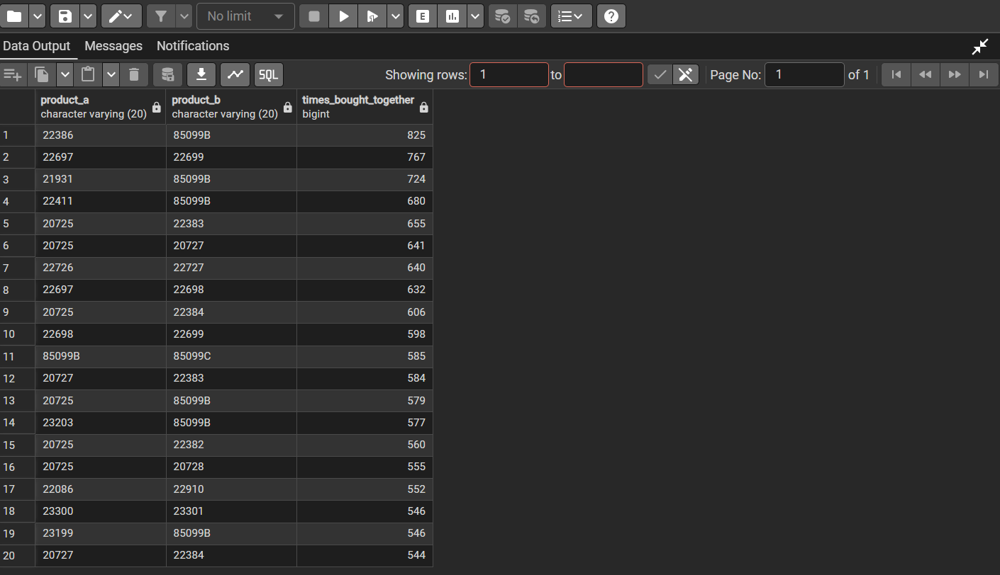 No limit
E
Data Output Messages Notifications
SQL Showing rows: 1 to Page No: 1 of 1
product_a product_b times_bought_together
character varying (20) character varying (20) bigint
1 22386 85099B 825
2 22697 22699 767
3 21931 85099B 724
4 22411 85099B 680
5 20725 22383 655
6 20725 20727 641
7 22726 22727 640
8 22697 22698 632
9 20725 22384 606
10 22698 22699 598
11 85099B 85099C 585
12 20727 22383 584
13 20725 85099B 579
14 23203 85099B 577
15 20725 22382 560
16 20725 20728 555
17 22086 22910 552
18 23300 23301 546
19 23199 85099B 546
20 20727 22384 544